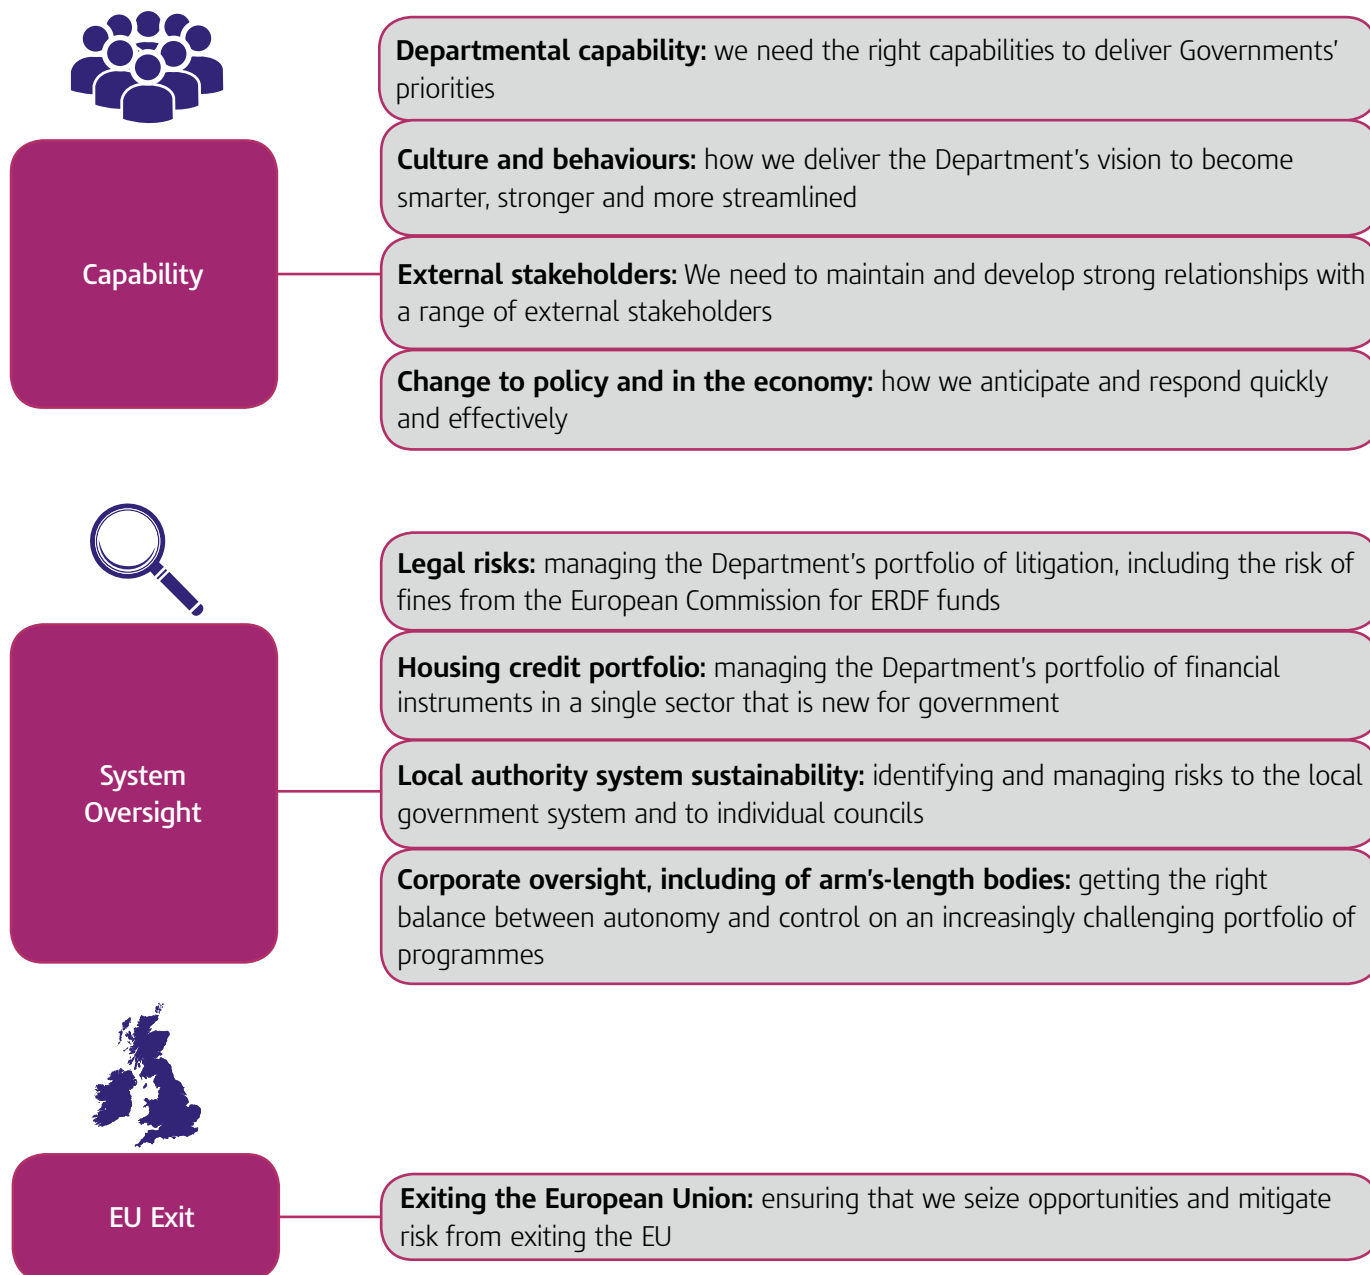 Departmental capability: we need the right capabilities to deliver Governments’
priorities
Culture and behaviours: how we deliver the Department’s vision to become
smarter, stronger and more streamlined
Capability
External stakeholders: We need to maintain and develop strong relationships with
a range of external stakeholders
Change to policy and in the economy: how we anticipate and respond quickly
and effectively
Legal risks: managing the Department’s portfolio of litigation, including the risk of
fines from the European Commission for ERDF funds
Housing credit portfolio: managing the Department’s portfolio of financial
instruments in a single sector that is new for government
System
Oversight
Local authority system sustainability: identifying and managing risks to the local
government system and to individual councils
Corporate oversight, including of arm's-length bodies: getting the right
balance between autonomy and control on an increasingly challenging portfolio of
programmes
EU Exit
Exiting the European Union: ensuring that we seize opportunities and mitigate
risk from exiting the EU